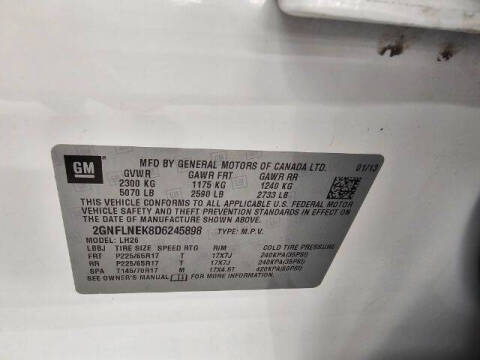 GM
MFD BY GENERAL MOTORS OF CANADA LTD. 01/13
GVWR GAWR FRT GAWR RR
2300 KG 1175 KG 1240 KG
5070 LB 2590 LB 2733 LB
THIS VEHICLE CONFORMS TO ALL APPLICABLE U.S. FEDERAL MOTOR
VEHICLE SAFETY AND THEFT PREVENTION STANDARDS IN EFFECT ON
THE DATE OF MANUFACTURE SHOWN ABOVE.
2GNFLNEK8D6245898 TYPE: M.P.V.
MODEL: LH26
LBBJ TIRE SIZE SPEED RTG RIM COLD TIRE PRESSURE
FRT P225/65R17 T 17X7J 240KPA(35PSI)
RR P225/65R17 T 17X7J 240KPA(35PSI)
SPA T145/70R17 M 17X4.5T 420KPA(60PSI)
SEE OWNER'S MANUAL FOR MORE INFORMATION.